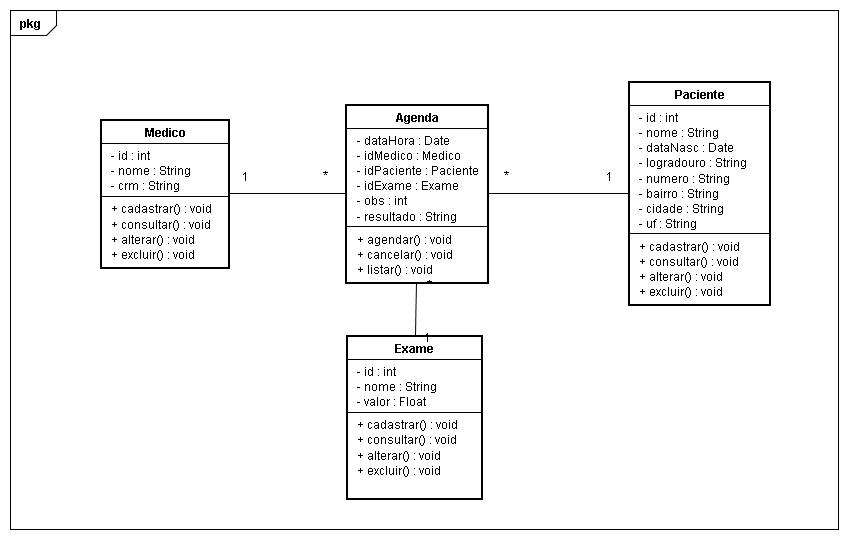 pkg
Medico
- id : int
- nome : String
- crm : String
+ cadastrar() : void
+ consultar() : void
+ alterar() : void
+ excluir() : void
1
*
Agenda
- dataHora : Date
- idMedico : Medico
- idPaciente : Paciente
- idExame : Exame
- obs : int
- resultado : String
+ agendar() : void
+ cancelar() : void
+ listar() : void
*
1
*
1
Paciente
- id : int
- nome : String
- dataNasc : Date
- logradouro : String
- numero : String
- bairro : String
- cidade : String
- uf : String
+ cadastrar() : void
+ consultar() : void
+ alterar() : void
+ excluir() : void
Exame
- id : int
- nome : String
- valor : Float
+ cadastrar() : void
+ consultar() : void
+ alterar() : void
+ excluir() : void